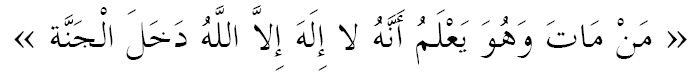 « مَنْ مَاتَ وَهُوَ يَعْلَمُ أَنَّهُ لا إِلَهَ إِلاَّ اللَّهُ دَخَلَ الْجَنَّة »